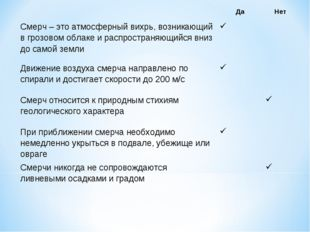 Да Нет
Смерч – это атмосферный вихрь, возникающий ✓
в грозовом облаке и распространяющийся вниз
до самой земли
Движение воздуха смерча направлено по ✓
спирали и достигает скорости до 200 м/с
Смерч относится к природным стихиям ✓
геологического характера
При приближении смерча необходимо ✓
немедленно укрыться в подвале, убежище или
овраге
Смерчи никогда не сопровождаются ✓
ливневыми осадками и градом